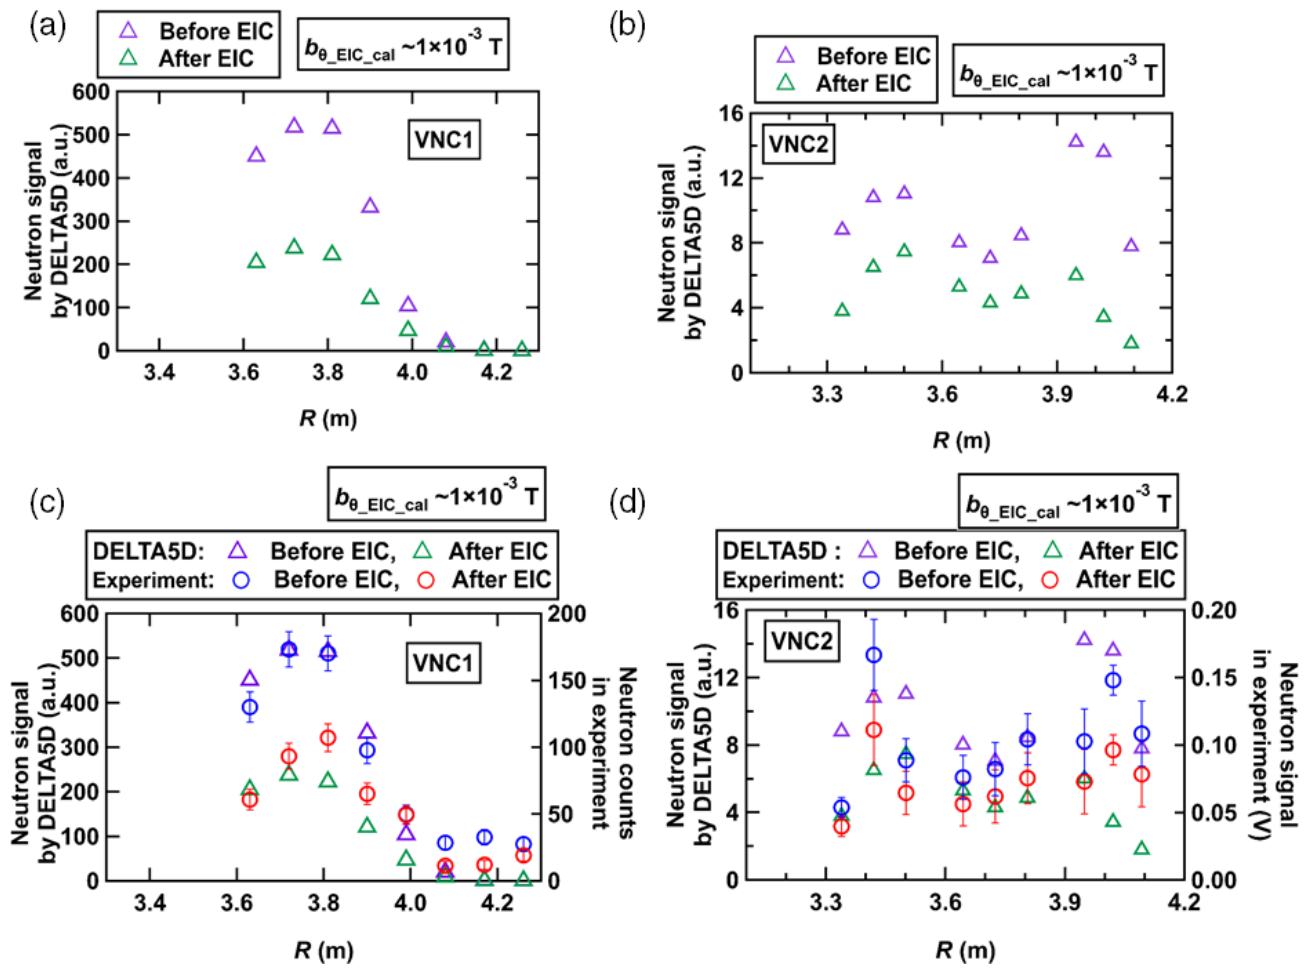 (a)
Before EIC
After EIC
bθ_EIC_cal ~1×10-3 T
VNC1
600
500
400
300
200
100
0
Neutron signal
by DELTA5D (a.u.)
3.4 3.6 3.8 4.0 4.2
R (m)
(b)
Before EIC
After EIC
bθ_EIC_cal ~1×10-3 T
VNC2
16
12
8
4
0
Neutron signal
by DELTA5D (a.u.)
3.3 3.6 3.9 4.2
R (m)
(c)
bθ_EIC_cal ~1×10-3 T
DELTA5D: Before EIC, After EIC
Experiment: Before EIC, After EIC
VNC1
600
500
400
300
200
100
0
Neutron signal
by DELTA5D (a.u.)
200
150
100
50
0
Neutron counts
in experiment
3.4 3.6 3.8 4.0 4.2
R (m)
(d)
bθ_EIC_cal ~1×10-3 T
DELTA5D : Before EIC, After EIC
Experiment: Before EIC, After EIC
VNC2
16
12
8
4
0
Neutron signal
by DELTA5D (a.u.)
0.20
0.15
0.10
0.05
0.00
Neutron signal
in experiment (V)
3.3 3.6 3.9 4.2
R (m)